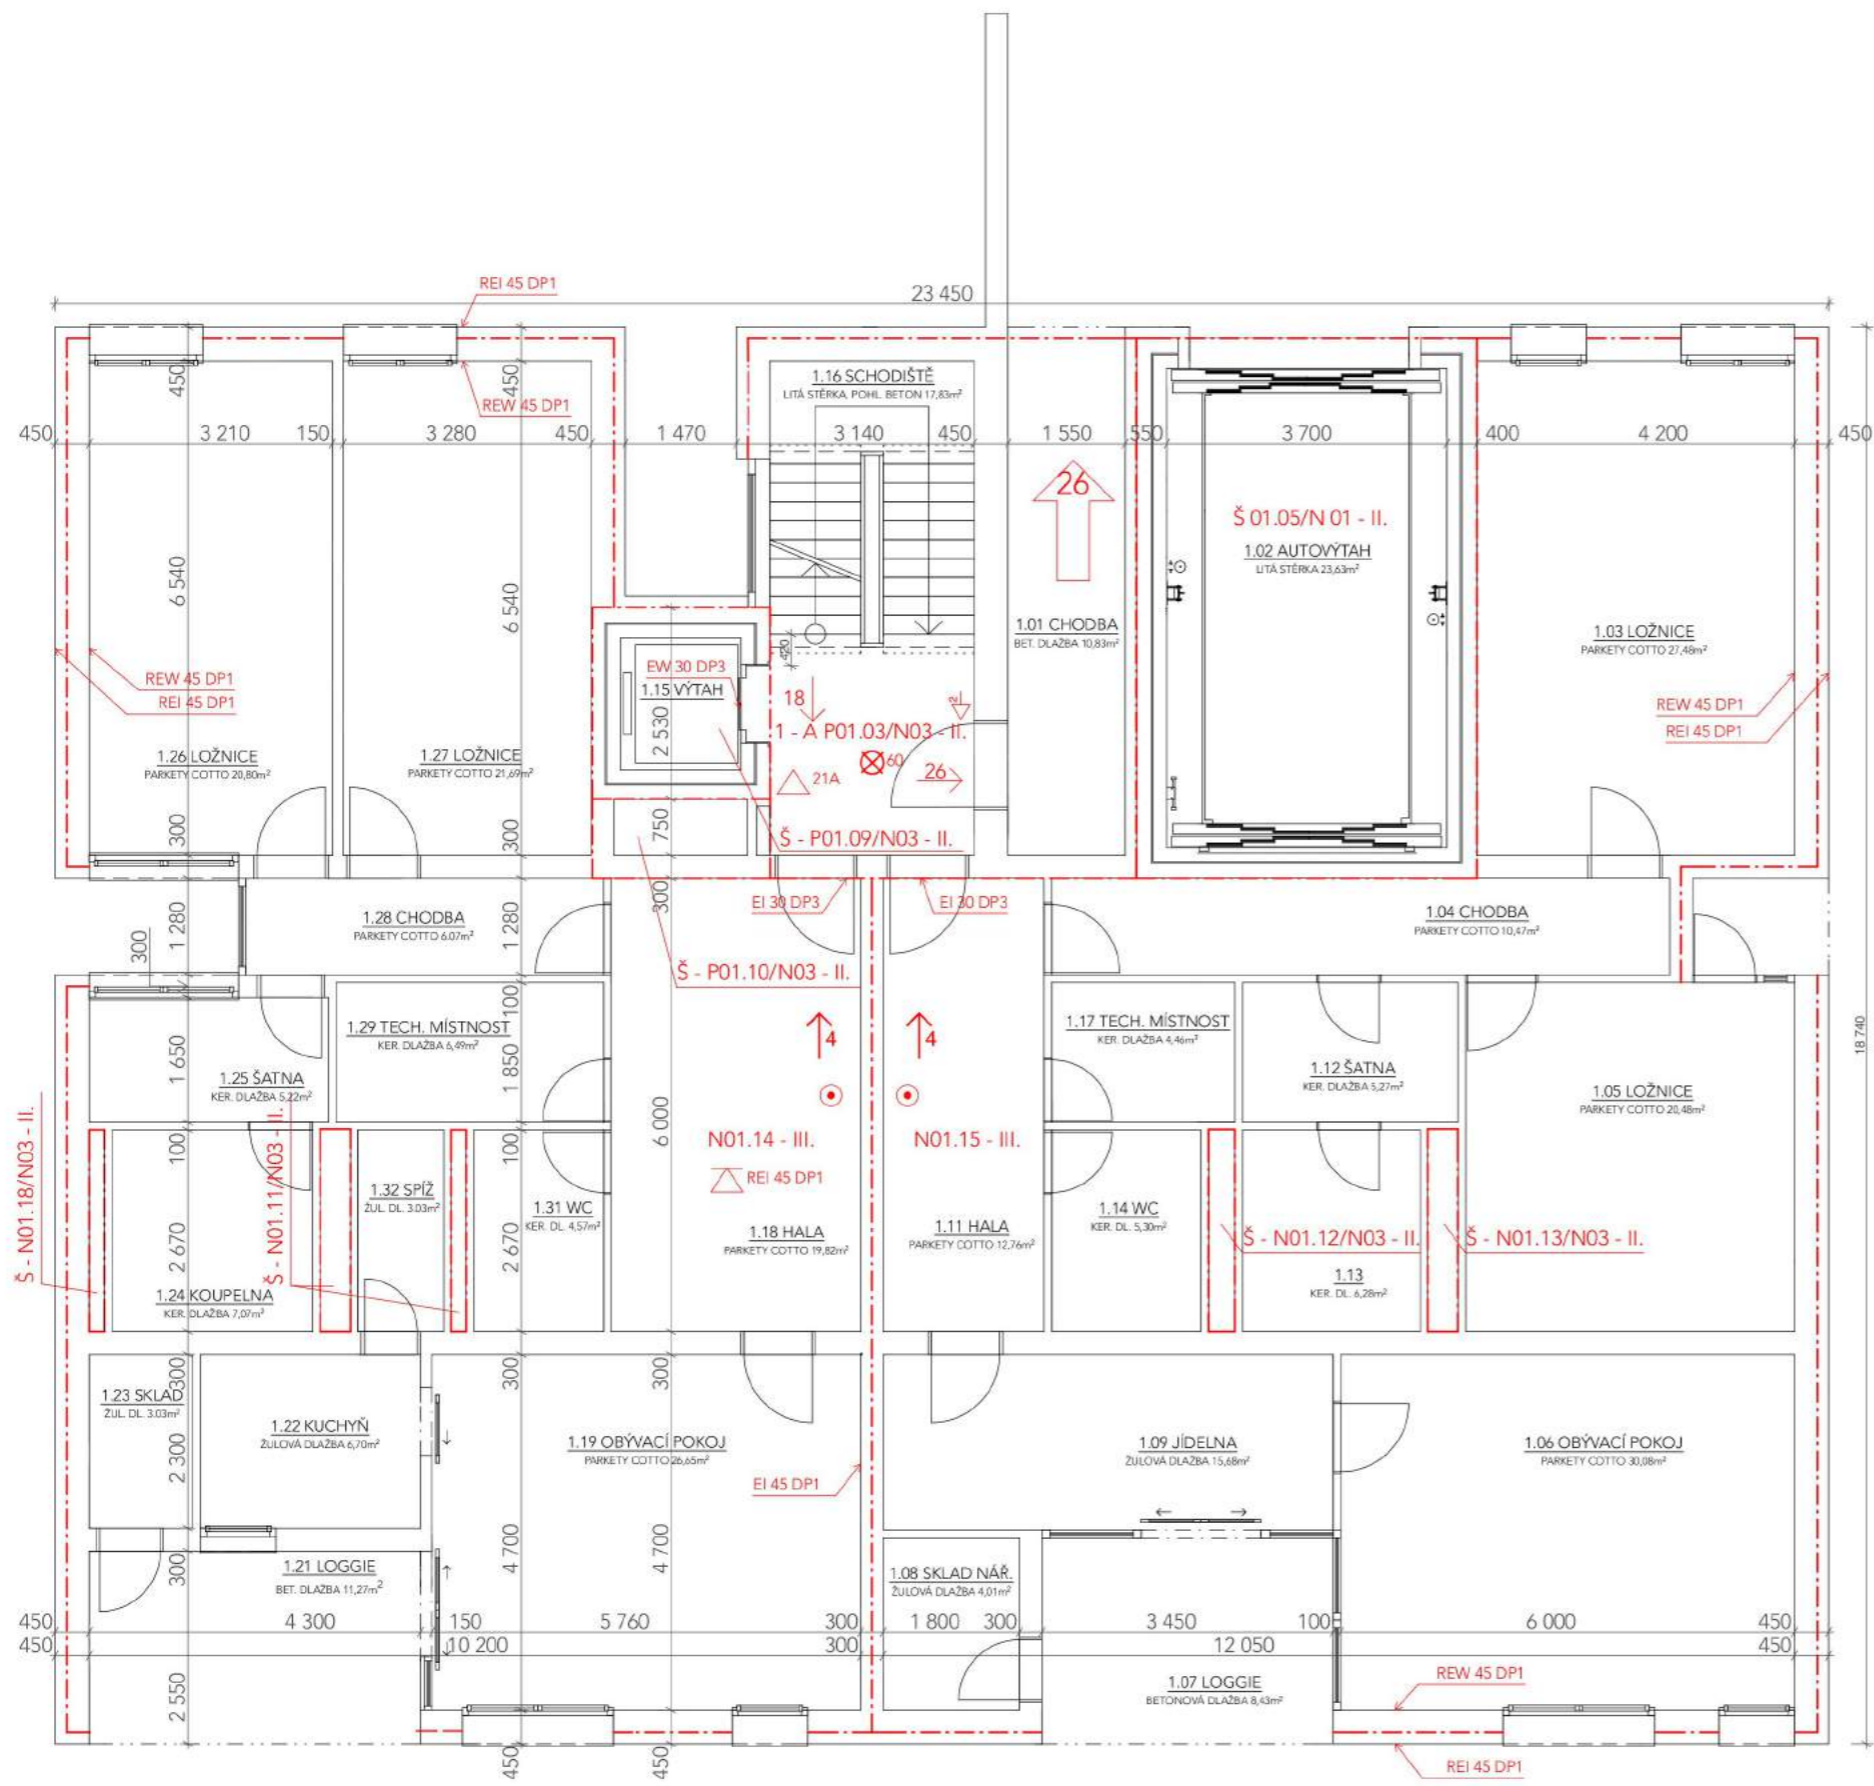 REI 45 DP1
23 450
REW 45 DP1
1.16 SCHODIŠTĚ
LITÁ STĚRKA, POHL. BETON 17,83m²
450
450
450 3 210 150 3 280 450 1 470 3 140 450 1 550 550 3 700 400 4 200 450
26
Š 01.05/N 01 - II.
1.02 AUTOVÝTAH
LITÁ STĚRKA 23,63m²
6 540
6 540
1.01 CHODBA
BET. DLAŽBA 10,83m²
1.03 LOŽNICE
PARKETY COTTO 27,48m²
420
EW 30 DP3
1.15 VÝTAH
REW 45 DP1
REI 45 DP1
18
2
REW 45 DP1
REI 45 DP1
2 530
1 - A P01.03/N03 - II.
1.26 LOŽNICE
PARKETY COTTO 20,80m²
1.27 LOŽNICE
PARKETY COTTO 21,69m²
60
26
21A
300
300
750
Š - P01.09/N03 - II.
300
EI 30 DP3
EI 30 DP3
1 280
1 280
300
1.28 CHODBA
PARKETY COTTO 6.07m²
1.04 CHODBA
PARKETY COTTO 10,47m²
Š - P01.10/N03 - II.
100
1.29 TECH. MÍSTNOST
KER. DLAŽBA 6,49m²
4
4
1.17 TECH. MÍSTNOST
KER. DLAŽBA 4,46m²
18 740
1 650
1 850
1.25 ŠATNA
KER. DLAŽBA 5,22m²
1.12 ŠATNA
KER. DLAŽBA 5,27m²
1.05 LOŽNICE
PARKETY COTTO 20,48m²
6 000
100
100
N01.14 - III.
N01.15 - III.
REI 45 DP1
Š - N01.18/N03 - II.
Š - N01.11/N03 - II.
1.32 SPÍŽ
ŽUL. DL. 3.03m²
1.31 WC
KER. DL. 4,57m²
1.18 HALA
PARKETY COTTO 19,82m²
1.11 HALA
PARKETY COTTO 12,76m²
1.14 WC
KER. DL. 5,30m²
Š - N01.12/N03 - II.
Š - N01.13/N03 - II.
2 670
2 670
1.24 KOUPELNA
KER. DLAŽBA 7,07m²
1.13
KER. DL. 6,28m²
300
300
300
1.23 SKLAD
ŽUL. DL. 3.03m²
1.22 KUCHYŇ
ŽULOVÁ DLAŽBA 6,70m²
1.19 OBÝVACÍ POKOJ
PARKETY COTTO 26,65m²
1.09 JÍDELNA
ŽULOVÁ DLAŽBA 15,68m²
1.06 OBÝVACÍ POKOJ
PARKETY COTTO 30,08m²
2 300
EI 45 DP1
300
4 700
4 700
1.21 LOGGIE
BET. DLAŽBA 11,27m²
1.08 SKLAD NÁŘ.
ŽULOVÁ DLAŽBA 4,01m²
450 4 300 150 5 760 300 1 800 300 3 450 100 6 000 450
450 10 200 300 12 050 450
2 550
1.07 LOGGIE
BETONOVÁ DLAŽBA 8,43m²
REW 45 DP1
450
450
REI 45 DP1